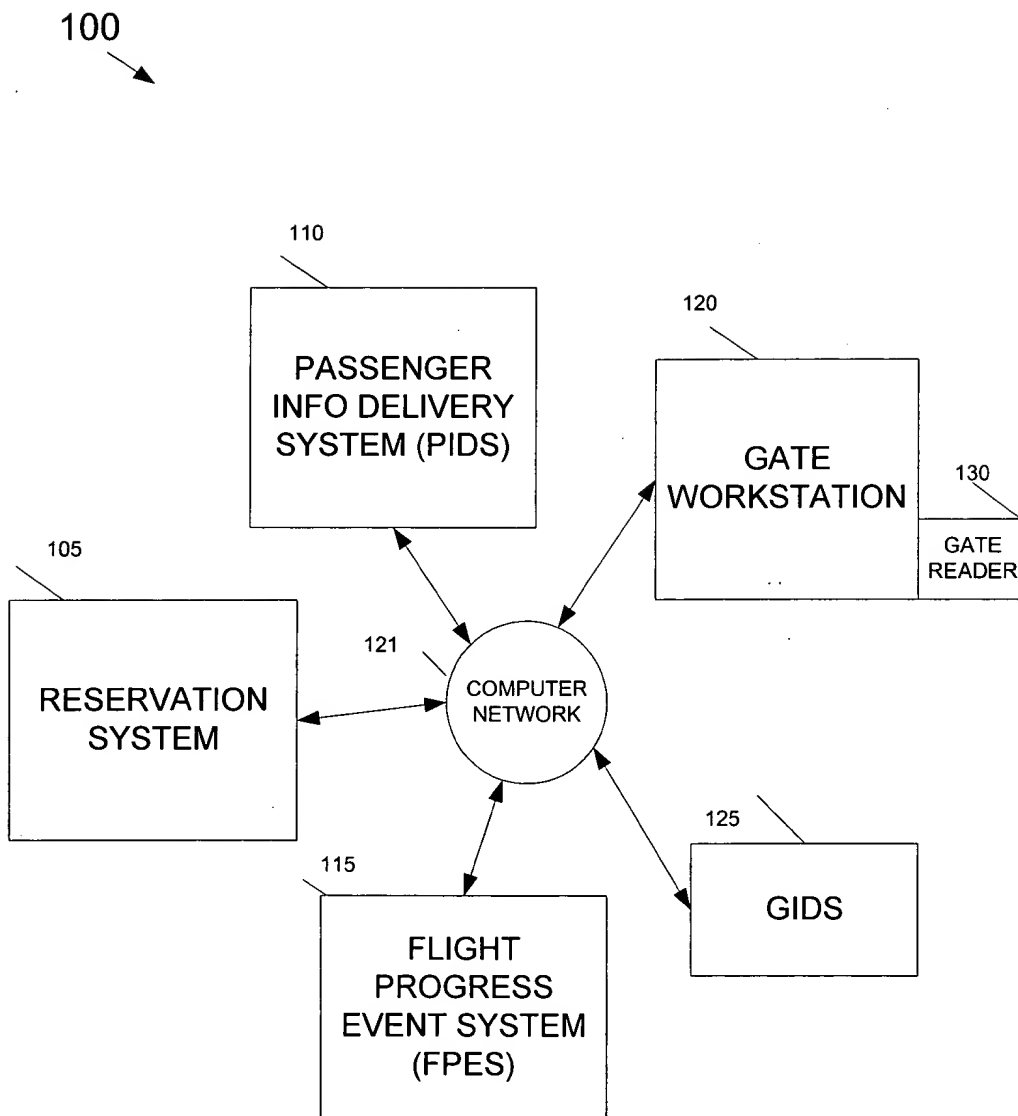 100
110
PASSENGER
INFO DELIVERY
SYSTEM (PIDS)
120
GATE
WORKSTATION
130
GATE
READER
105
RESERVATION
SYSTEM
121
COMPUTER
NETWORK
115
FLIGHT
PROGRESS
EVENT SYSTEM
(FPES)
125
GIDS